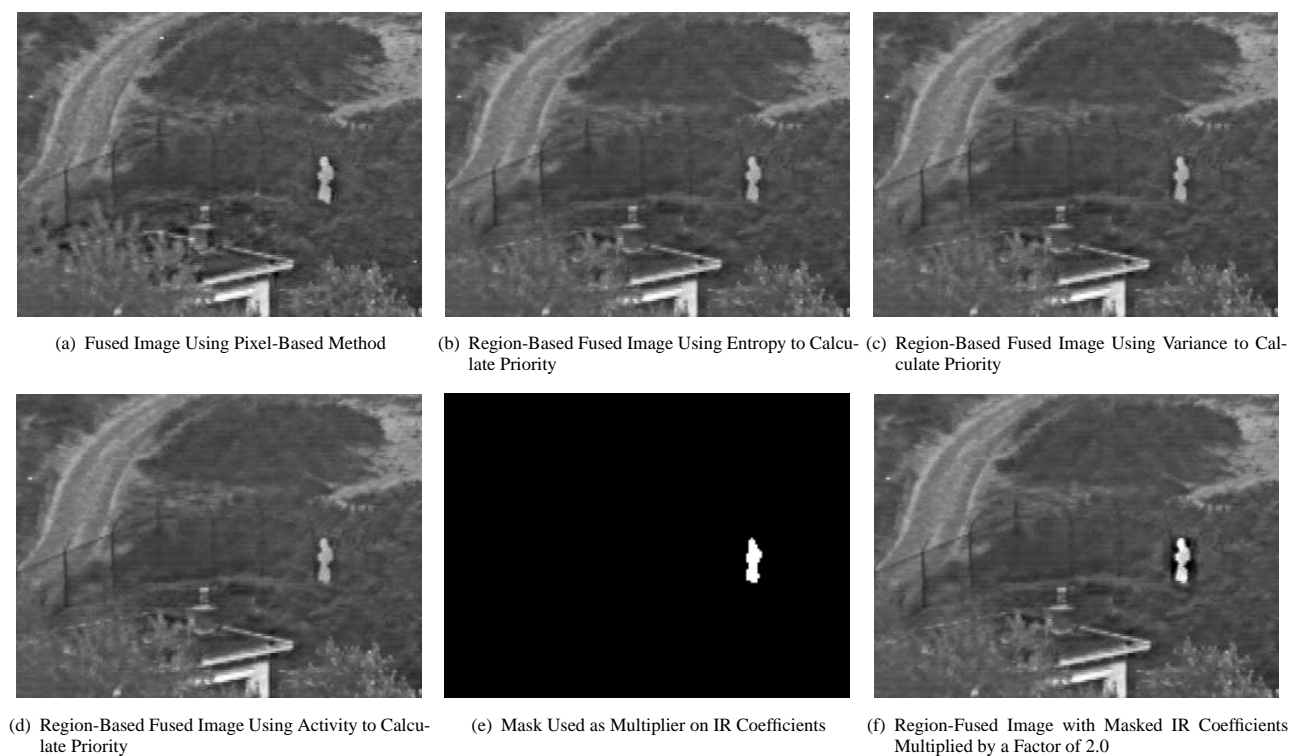 (a) Fused Image Using Pixel-Based Method
(b) Region-Based Fused Image Using Entropy to Calcu-
late Priority
(c) Region-Based Fused Image Using Variance to Cal-
culate Priority
(d) Region-Based Fused Image Using Activity to Calcu-
late Priority
(e) Mask Used as Multiplier on IR Coefficients
(f) Region-Fused Image with Masked IR Coefficients
Multiplied by a Factor of 2.0